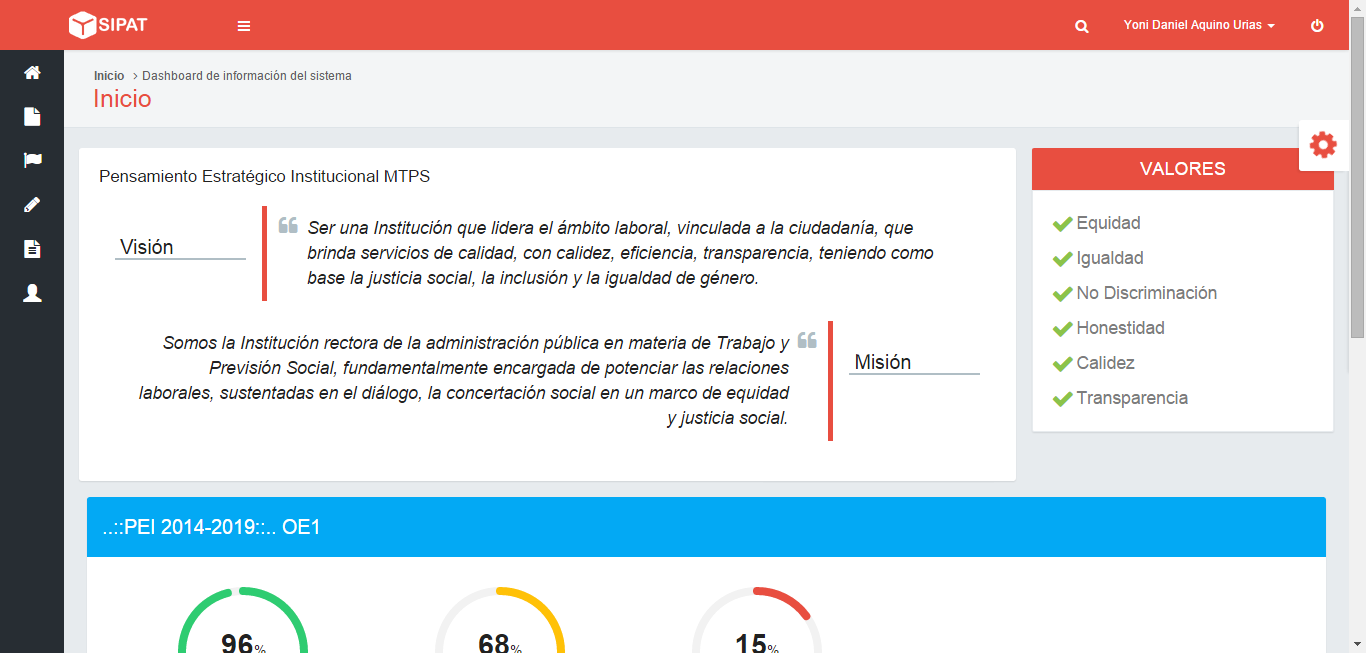 SIPAT
Yoni Daniel Aquino Urias
Inicio > Dashboard de información del sistema
Inicio
Pensamiento Estratégico Institucional MTPS
Visión
Ser una Institución que lidera el ámbito laboral, vinculada a la ciudadanía, que
brinda servicios de calidad, con calidez, eficiencia, transparencia, teniendo como
base la justicia social, la inclusión y la igualdad de género.
Somos la Institución rectora de la administración pública en materia de Trabajo y
Previsión Social, fundamentalmente encargada de potenciar las relaciones
laborales, sustentadas en el diálogo, la concertación social en un marco de equidad
y justicia social.
Misión
VALORES
Equidad
Igualdad
No Discriminación
Honestidad
Calidez
Transparencia
..::PEI 2014-2019::.. OE1
96%
68%
15%